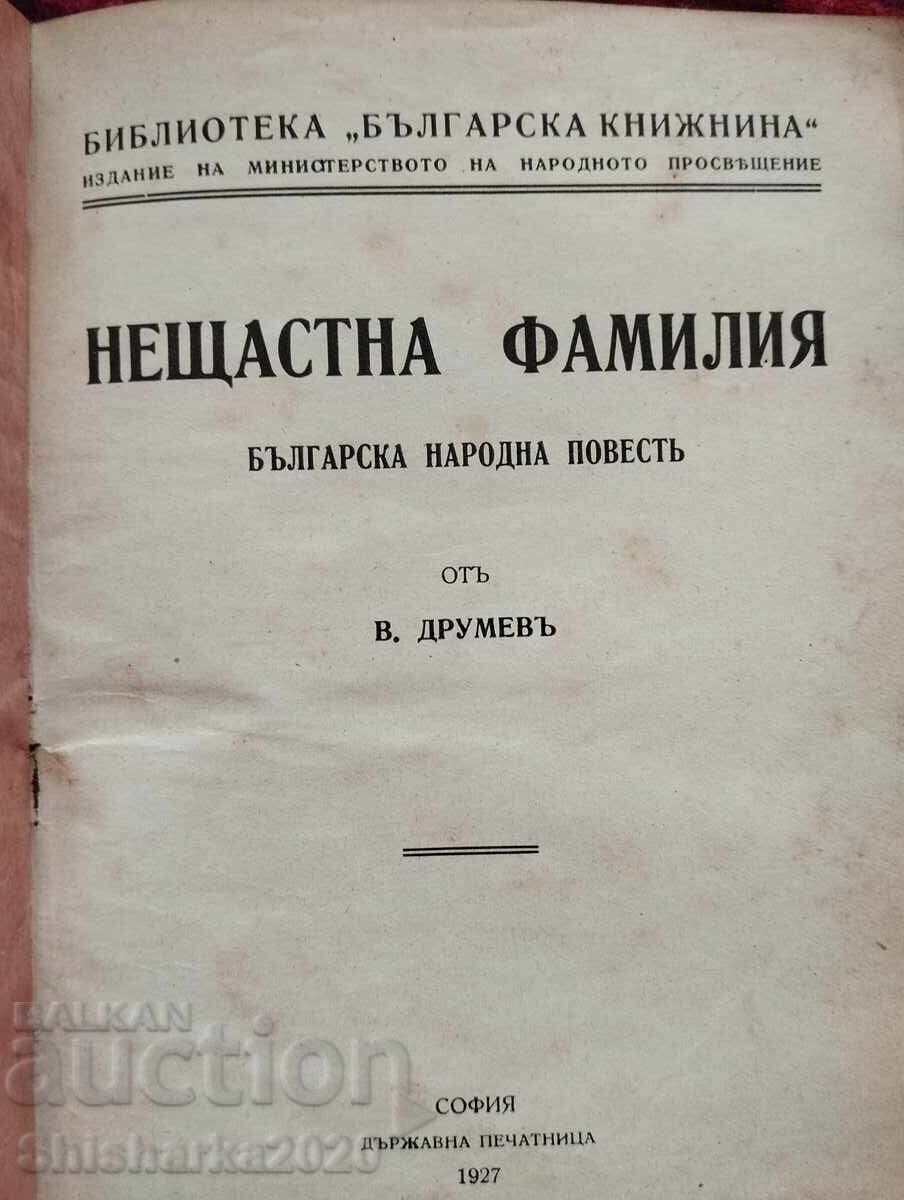 БИБЛИОТЕКА „БЪЛГАРСКА КНИЖНИНА“
ИЗДАНИЕ НА МИНИСТЕРСТВОТО НА НАРОДНОТО ПРОСВѢЩЕНИЕ
НЕЩАСТНА ФАМИЛИЯ
БЪЛГАРСКА НАРОДНА ПОВЕСТЬ
ОТЪ
В. ДРУМЕВЪ
BALKAN
auction
СОФИЯ
ДЪРЖАВНА ПЕЧАТНИЦА
1927